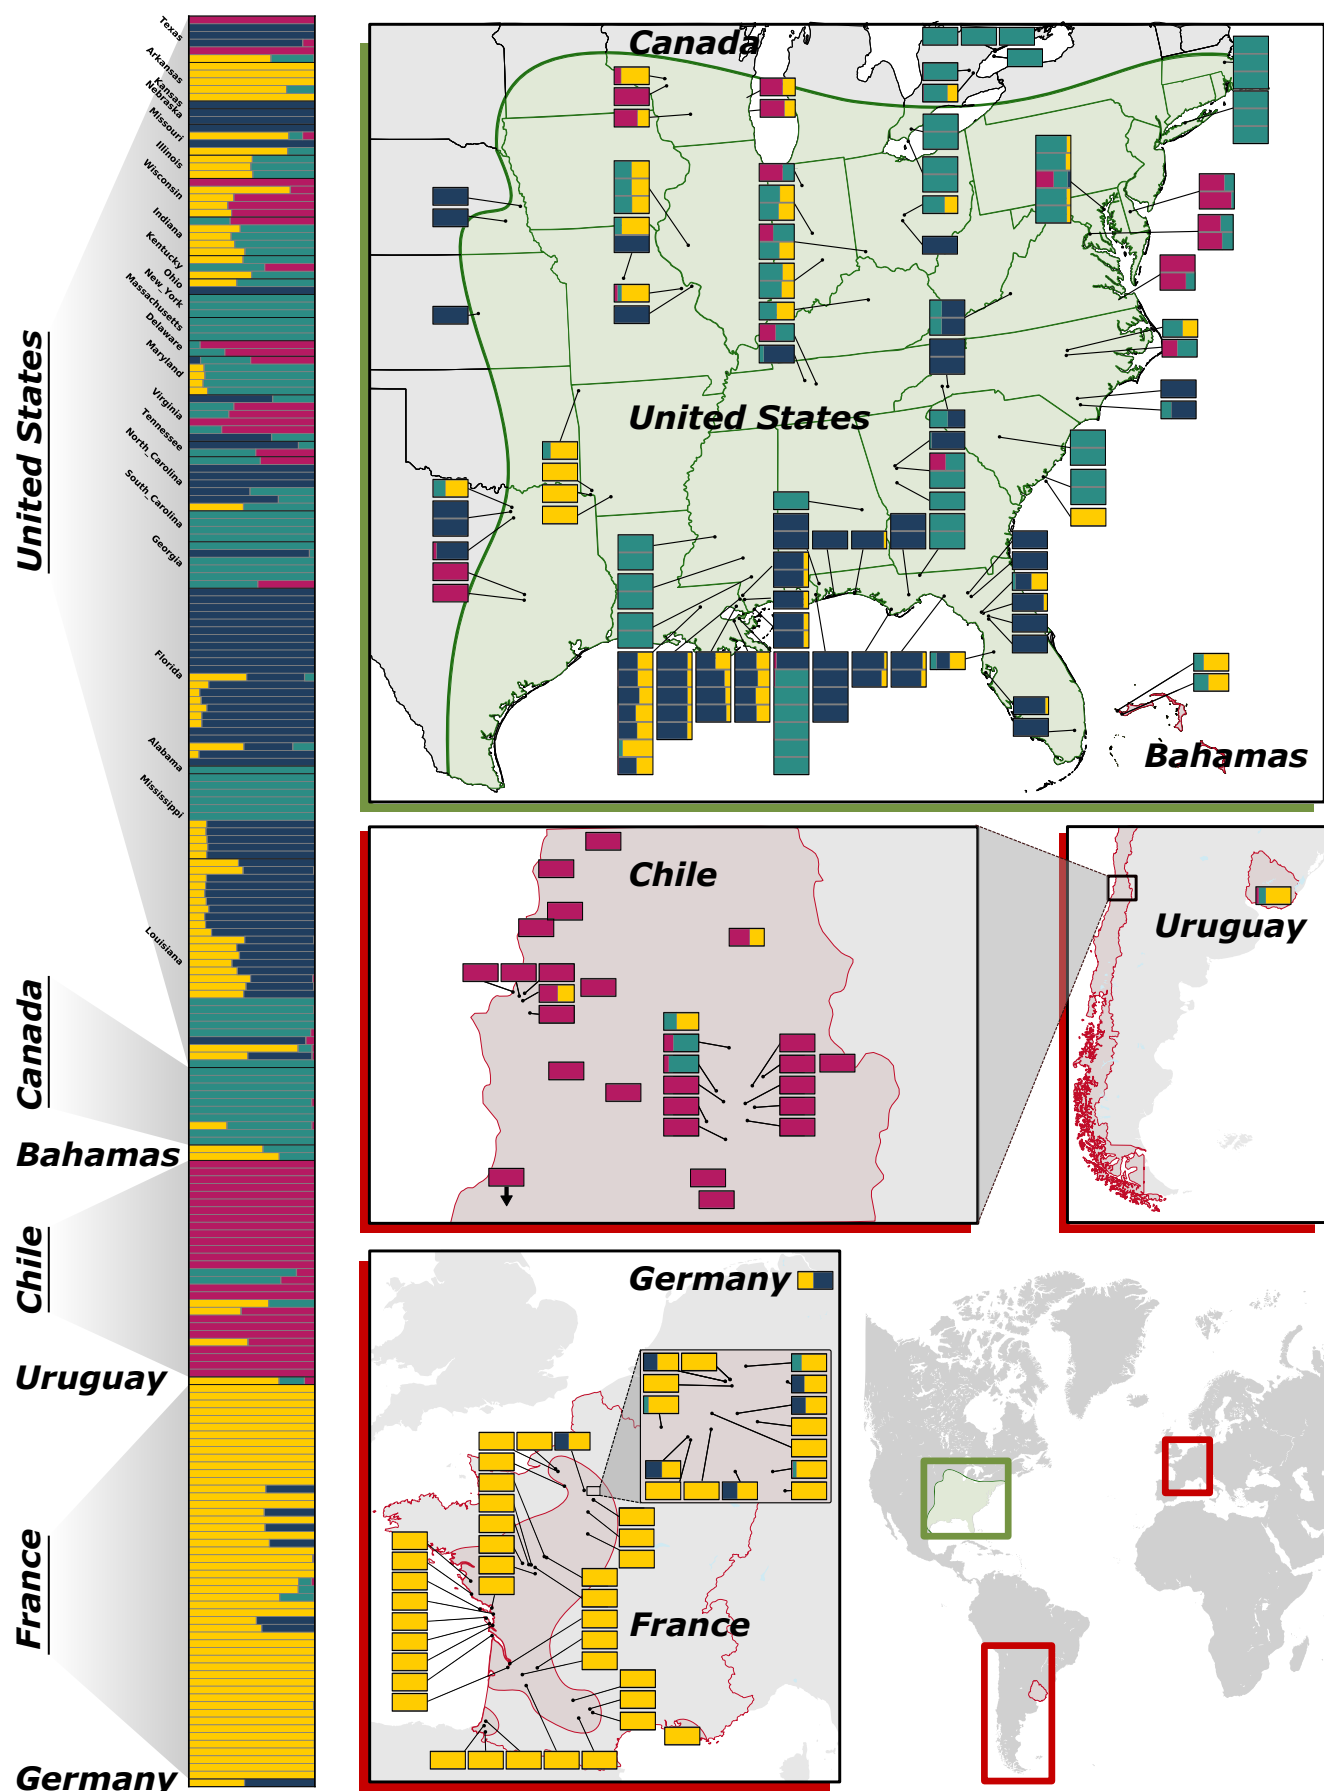 Texas
Arkansas
Kansas
Nebraska
Missouri
Illinois
Wisconsin
Indiana
Kentucky
Ohio
New_York
Massachusetts
Delaware
Maryland
Virginia
Tennessee
North_Carolina
South_Carolina
Georgia
Florida
Alabama
Mississippi
Louisiana
United States
Canada
Bahamas
Chile
Uruguay
France
Germany
Canada
United States
Bahamas
Chile
Uruguay
Germany
France